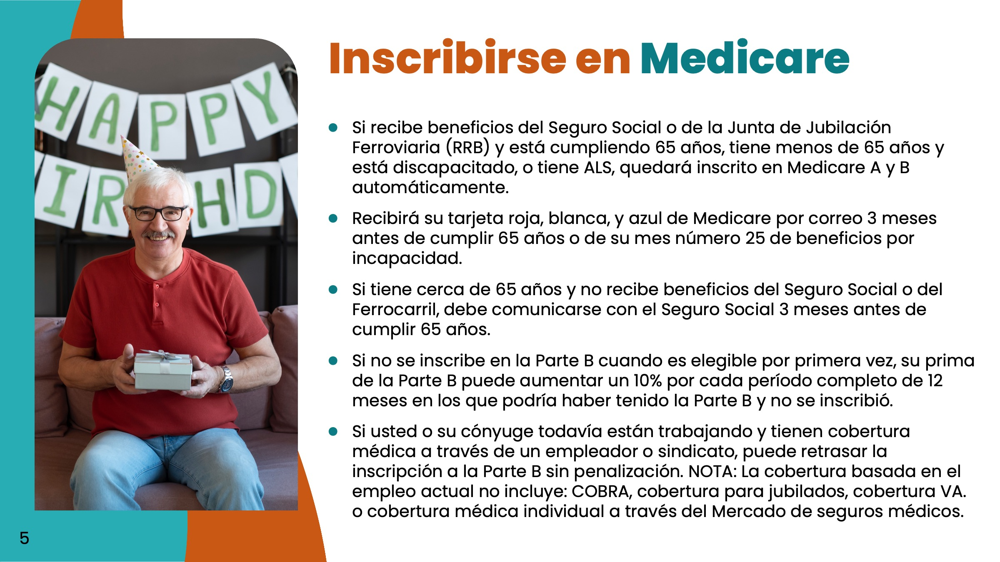 HAPPY
IRHD
Inscribirse en Medicare
Si recibe beneficios del Seguro Social o de la Junta de Jubilación
Ferroviaria (RRB) y está cumpliendo 65 años, tiene menos de 65 años y
está discapacitado, o tiene ALS, quedará inscrito en Medicare A y B
automáticamente.
Recibirá su tarjeta roja, blanca, y azul de Medicare por correo 3 meses
antes de cumplir 65 años o de su mes número 25 de beneficios por
incapacidad.
Si tiene cerca de 65 años y no recibe beneficios del Seguro Social o del
Ferrocarril, debe comunicarse con el Seguro Social 3 meses antes de
cumplir 65 años.
Si no se inscribe en la Parte B cuando es elegible por primera vez, su prima
de la Parte B puede aumentar un 10% por cada período completo de 12
meses en los que podría haber tenido la Parte B y no se inscribió.
Si usted o su cónyuge todavía están trabajando y tienen cobertura
médica a través de un empleador o sindicato, puede retrasar la
inscripción a la Parte B sin penalización. NOTA: La cobertura basada en el
empleo actual no incluye: COBRA, cobertura para jubilados, cobertura VA.
o cobertura médica individual a través del Mercado de seguros médicos.
5